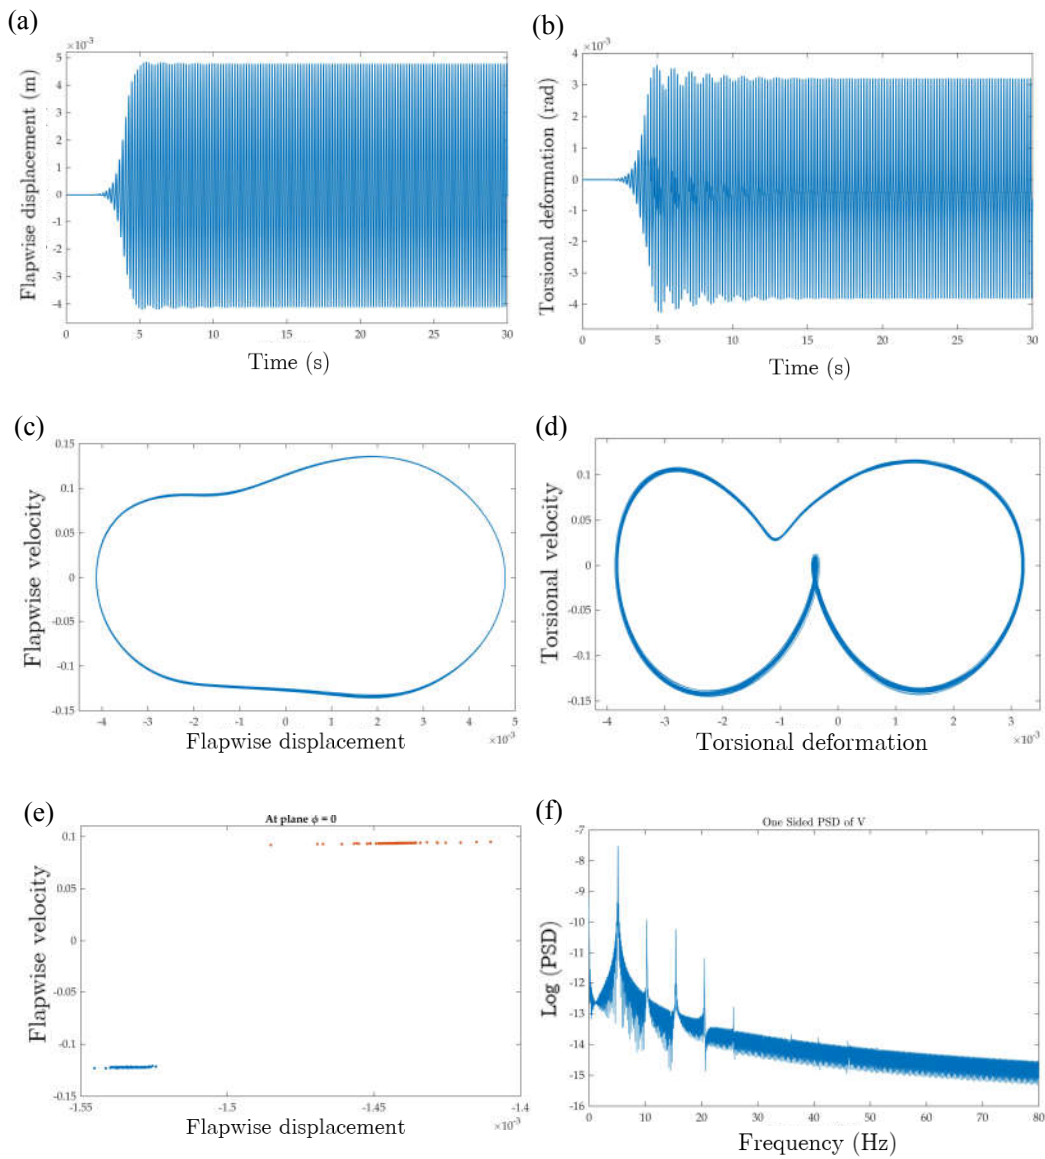 (a)
×10⁻³
Flapwise displacement (m)
5
4
3
2
1
0
-1
-2
-3
-4
0 5 10 15 20 25 30
Time (s)
(b)
×10⁻³
Torsional deformation (rad)
4
3
2
1
0
-1
-2
-3
-4
0 5 10 15 20 25 30
Time (s)
(c)
Flapwise velocity
0.15
0.1
0.05
0
-0.05
-0.1
-0.15
-4 -3 -2 -1 0 1 2 3 4 5
×10⁻³
Flapwise displacement
(d)
Torsional velocity
0.1
0.05
0
-0.05
-0.1
-0.15
-4 -3 -2 -1 0 1 2 3
×10⁻³
Torsional deformation
(e)
At plane ϕ = 0
Flapwise velocity
0.1
0.05
0
-0.05
-0.1
-0.15
-1.55 -1.5 -1.45 -1.4
×10⁻³
Flapwise displacement
(f)
One Sided PSD of V
Log (PSD)
-7
-8
-9
-10
-11
-12
-13
-14
-15
-16
0 10 20 30 40 50 60 70 80
Frequency (Hz)